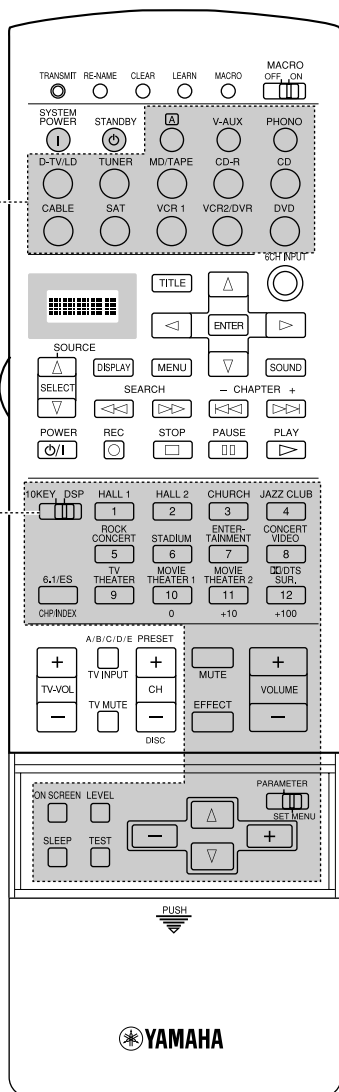 MACRO
TRANSMIT RE-NAME CLEAR LEARN MACRO OFF ON
SYSTEM
POWER STANDBY A V-AUX PHONO
D-TV/LD TUNER MD/TAPE CD-R CD
CABLE SAT VCR 1 VCR2/DVR DVD
6CH INPUT
TITLE
ENTER
SOURCE
SELECT DISPLAY MENU SOUND
SEARCH – CHAPTER +
POWER REC STOP PAUSE PLAY
10KEY DSP HALL 1 HALL 2 CHURCH JAZZ CLUB
1 2 3 4
ROCK CONCERT STADIUM ENTER-TAINMENT CONCERT VIDEO
5 6 7 8
TV THEATER MOVIE THEATER 1 MOVIE THEATER 2 /DTS SUR.
6.1/ES 9 10 11 12
CHP/INDEX 0 +10 +100
A/B/C/D/E PRESET
+ TV INPUT + MUTE +
TV-VOL CH VOLUME
– TV MUTE – EFFECT –
DISC
PARAMETER
ON SCREEN LEVEL
SET MENU
SLEEP TEST – +
PUSH
YAMAHA